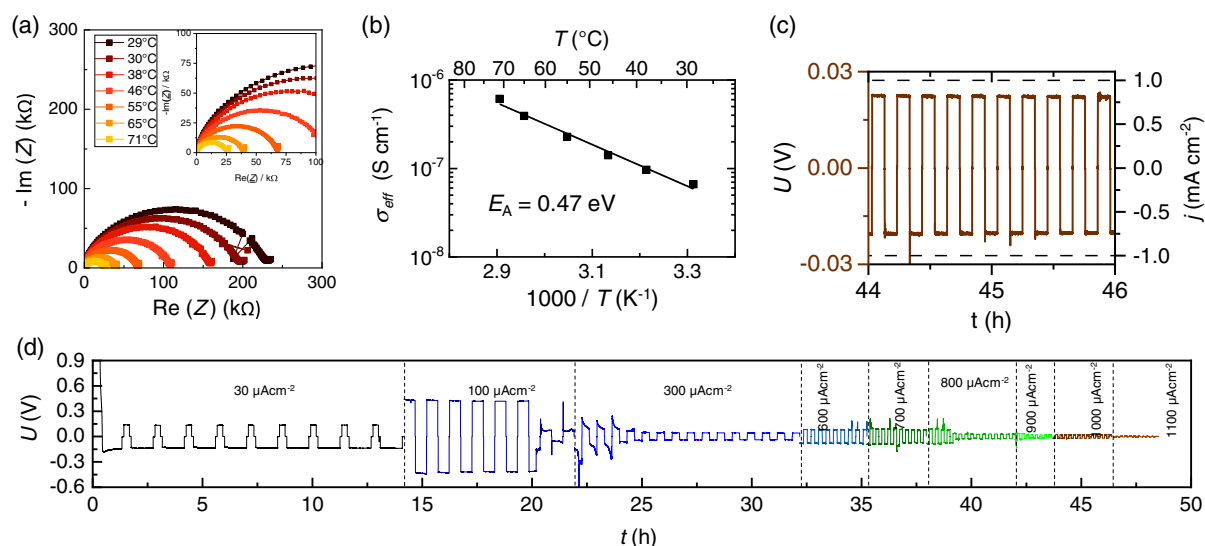 (a)
29°C
30°C
38°C
46°C
55°C
65°C
71°C
300
200
100
0
- Im (Z) (kΩ)
0 100 200 300
Re (Z) (kΩ)
100
75
50
25
0
-Im(Z) / kΩ
0 25 50 75 100
Re(Z) / kΩ
(b)
T (°C)
80 70 60 50 40 30
10-6
10-7
10-8
σeff (S cm-1)
EA = 0.47 eV
2.9 3.1 3.3
1000 / T (K-1)
(c)
0.03
0.00
-0.03
U (V)
1.0
0.5
0.0
-0.5
-1.0
j (mA cm-2)
44 45 46
t (h)
(d)
0.9
0.6
0.3
0.0
-0.3
-0.6
U (V)
30 µAcm-2
100 µAcm-2
300 µAcm-2
600 µAcm-2
700 µAcm-2
800 µAcm-2
900 µAcm-2
1000 µAcm-2
1100 µAcm-2
0 5 10 15 20 25 30 35 40 45 50
t (h)